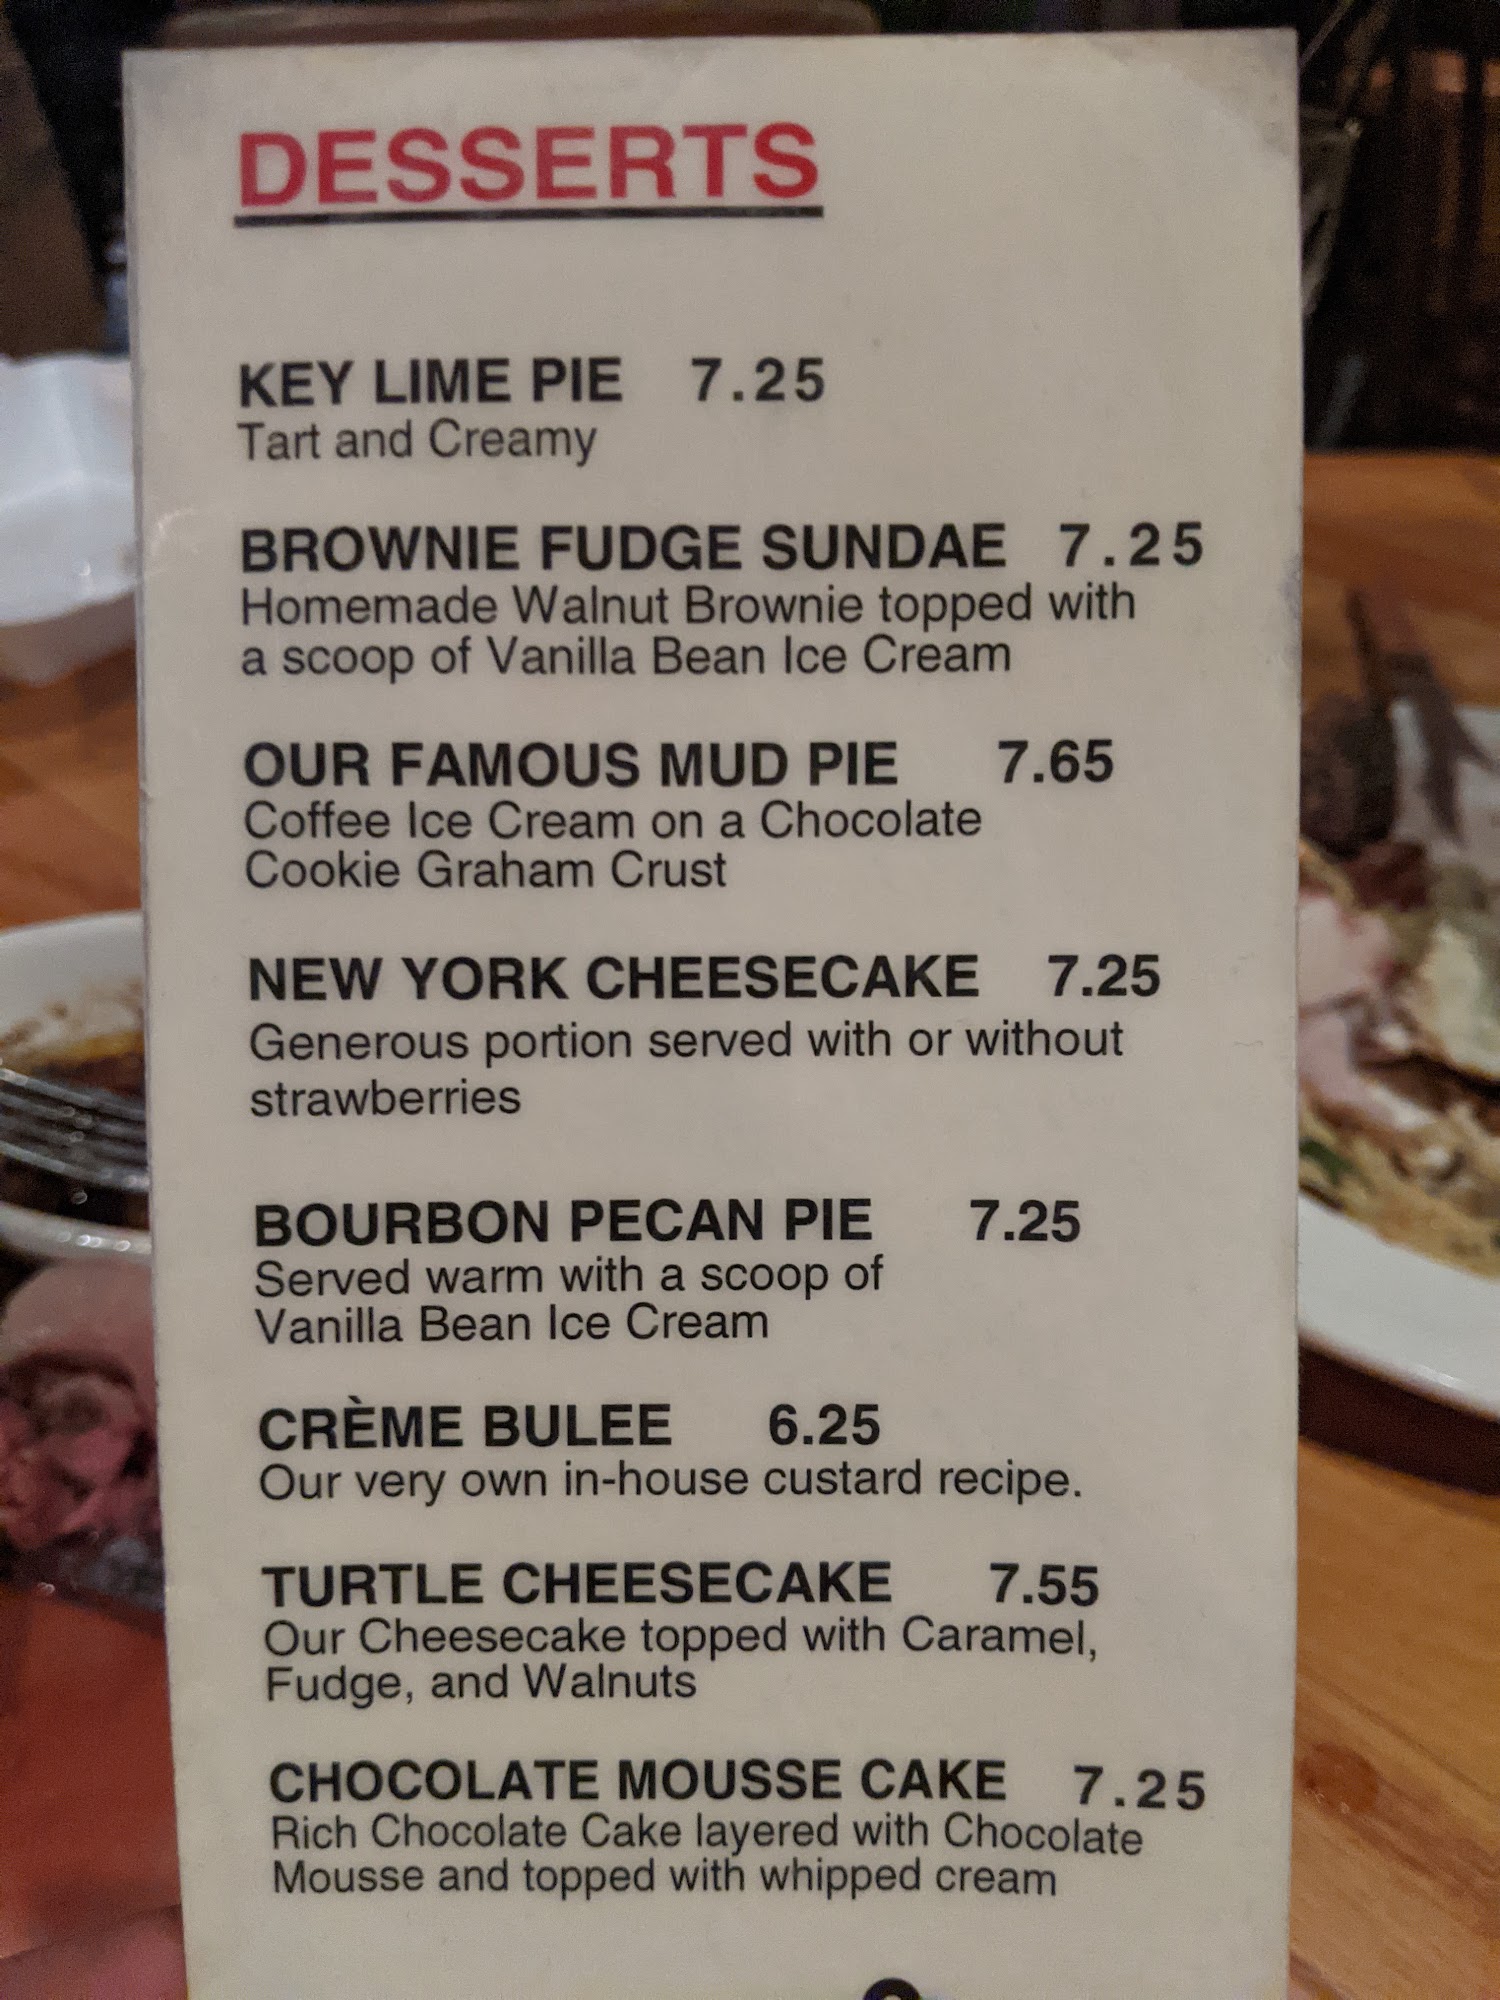 DESSERTS
KEY LIME PIE 7.25
Tart and Creamy
BROWNIE FUDGE SUNDAE 7.25
Homemade Walnut Brownie topped with
a scoop of Vanilla Bean Ice Cream
OUR FAMOUS MUD PIE 7.65
Coffee Ice Cream on a Chocolate
Cookie Graham Crust
NEW YORK CHEESECAKE 7.25
Generous portion served with or without
strawberries
BOURBON PECAN PIE 7.25
Served warm with a scoop of
Vanilla Bean Ice Cream
CRÈME BULEE 6.25
Our very own in-house custard recipe.
TURTLE CHEESECAKE 7.55
Our Cheesecake topped with Caramel,
Fudge, and Walnuts
CHOCOLATE MOUSSE CAKE 7.25
Rich Chocolate Cake layered with Chocolate
Mousse and topped with whipped cream